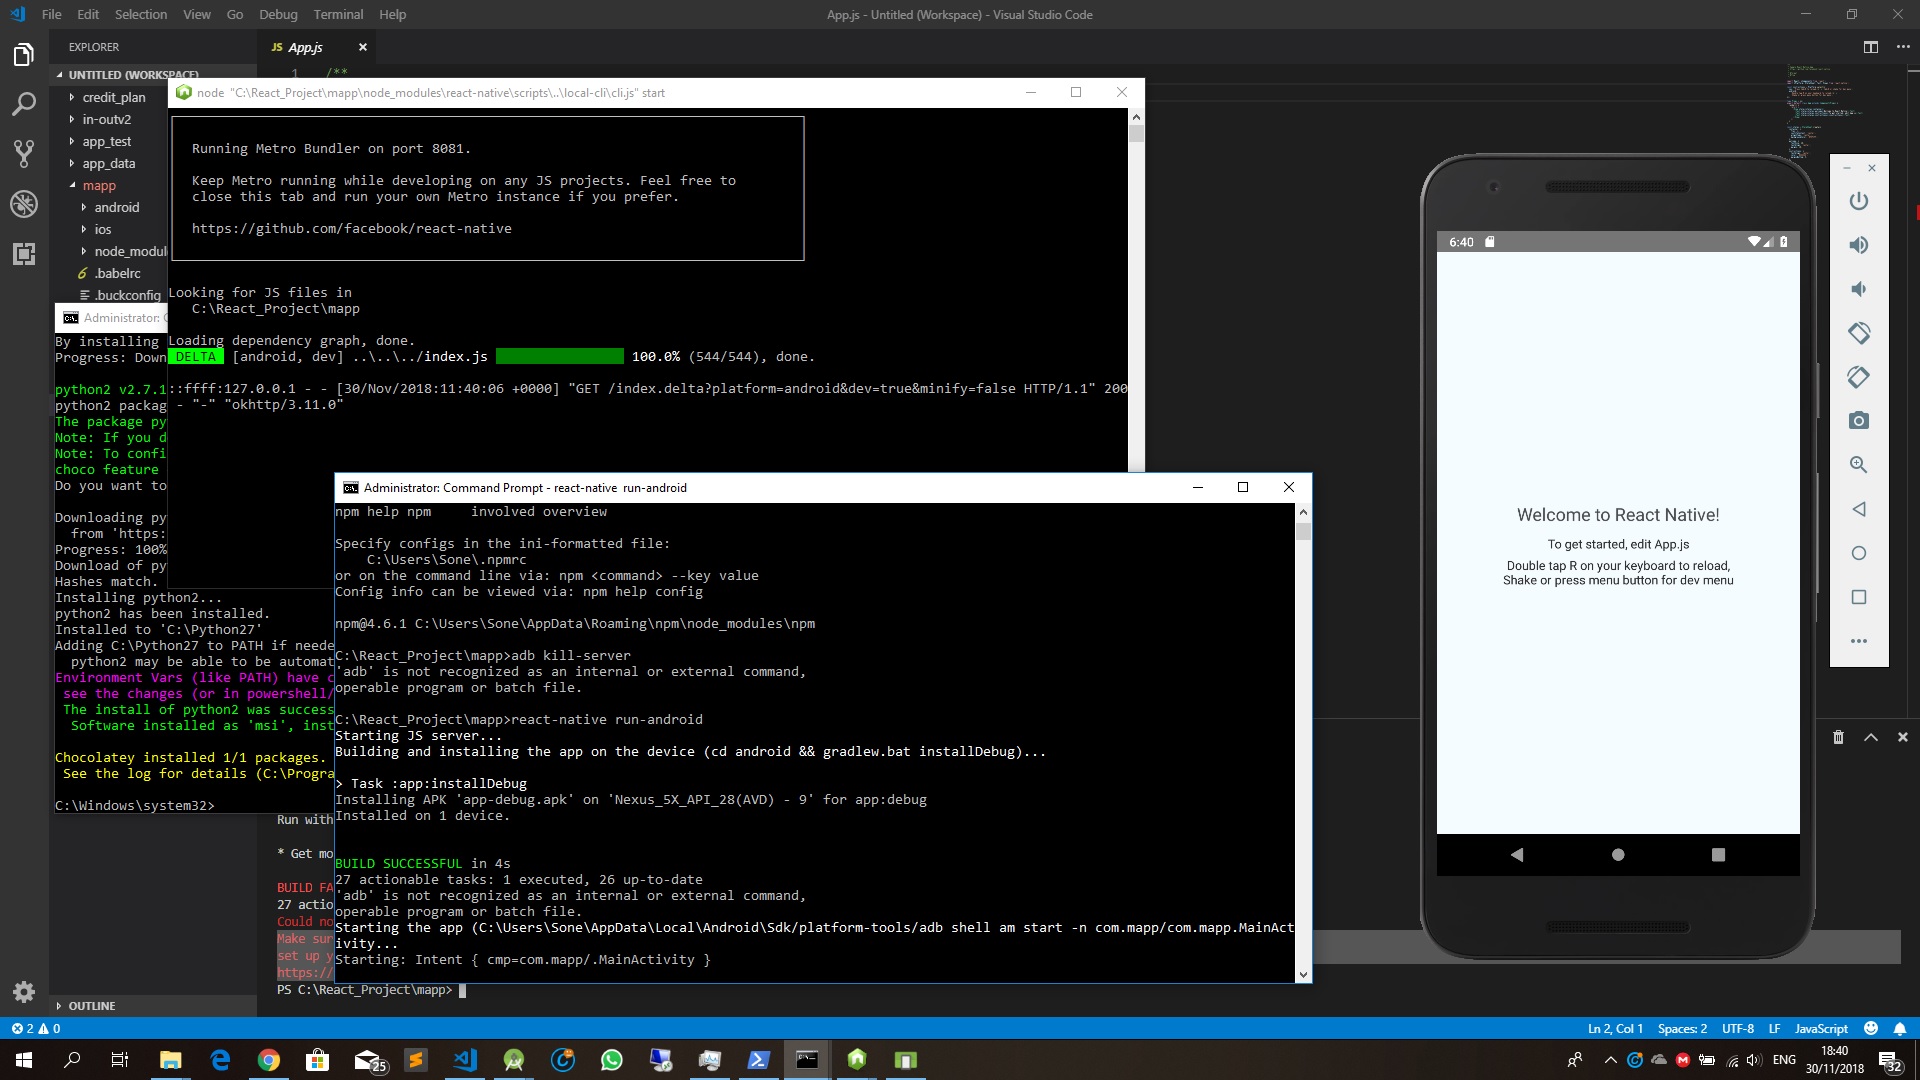 File Edit Selection View Go Debug Terminal Help
App.js - Untitled (Workspace) - Visual Studio Code
EXPLORER
JS App.js
UNTITLED (WORKSPACE)
credit_plan
in-outv2
app_test
app_data
mapp
android
ios
node_modul
.babelrc
.buckconfig
1 /**
node "C:\React_Project\mapp\node_modules\react-native\scripts\..\local-cli\cli.js" start
Running Metro Bundler on port 8081.
Keep Metro running while developing on any JS projects. Feel free to
close this tab and run your own Metro instance if you prefer.
https://github.com/facebook/react-native
Looking for JS files in
C:\React_Project\mapp
Loading dependency graph, done.
DELTA [android, dev] ..\..\../index.js 100.0% (544/544), done.
::ffff:127.0.0.1 - - [30/Nov/2018:11:40:06 +0000] "GET /index.delta?platform=android&dev=true&minify=false HTTP/1.1" 200
- "-" "okhttp/3.11.0"
Administrator: C
By installing
Progress: Down
python2 v2.7.1
python2 packag
The package py
Note: If you d
Note: To confi
choco feature
Do you want to
Downloading py
from 'https:
Progress: 100%
Download of py
Hashes match.
Installing python2...
python2 has been installed.
Installed to 'C:\Python27'
Adding C:\Python27 to PATH if neede
python2 may be able to be automat
Environment Vars (like PATH) have c
see the changes (or in powershell/
The install of python2 was success
Software installed as 'msi', inst
Chocolatey installed 1/1 packages.
See the log for details (C:\Progra
C:\Windows\system32>
Administrator: Command Prompt - react-native run-android
npm help npm involved overview
Specify configs in the ini-formatted file:
C:\Users\Sone\.npmrc
or on the command line via: npm <command> --key value
Config info can be viewed via: npm help config
npm@4.6.1 C:\Users\Sone\AppData\Roaming\npm\node_modules\npm
C:\React_Project\mapp>adb kill-server
'adb' is not recognized as an internal or external command,
operable program or batch file.
C:\React_Project\mapp>react-native run-android
Starting JS server...
Building and installing the app on the device (cd android && gradlew.bat installDebug)...
> Task :app:installDebug
Installing APK 'app-debug.apk' on 'Nexus_5X_API_28(AVD) - 9' for app:debug
Installed on 1 device.
BUILD SUCCESSFUL in 4s
27 actionable tasks: 1 executed, 26 up-to-date
'adb' is not recognized as an internal or external command,
operable program or batch file.
Starting the app (C:\Users\Sone\AppData\Local\Android\Sdk/platform-tools/adb shell am start -n com.mapp/com.mapp.MainAct
ivity...
Starting: Intent { cmp=com.mapp/.MainActivity }
Run with
* Get mo
BUILD FA
27 actio
Could no
Make sur
set up y
https://
PS C:\React_Project\mapp>
6:40
Welcome to React Native!
To get started, edit App.js
Double tap R on your keyboard to reload,
Shake or press menu button for dev menu
OUTLINE
2 0
Ln 2, Col 1 Spaces: 2 UTF-8 LF JavaScript
25
ENG
18:40
30/11/2018
32